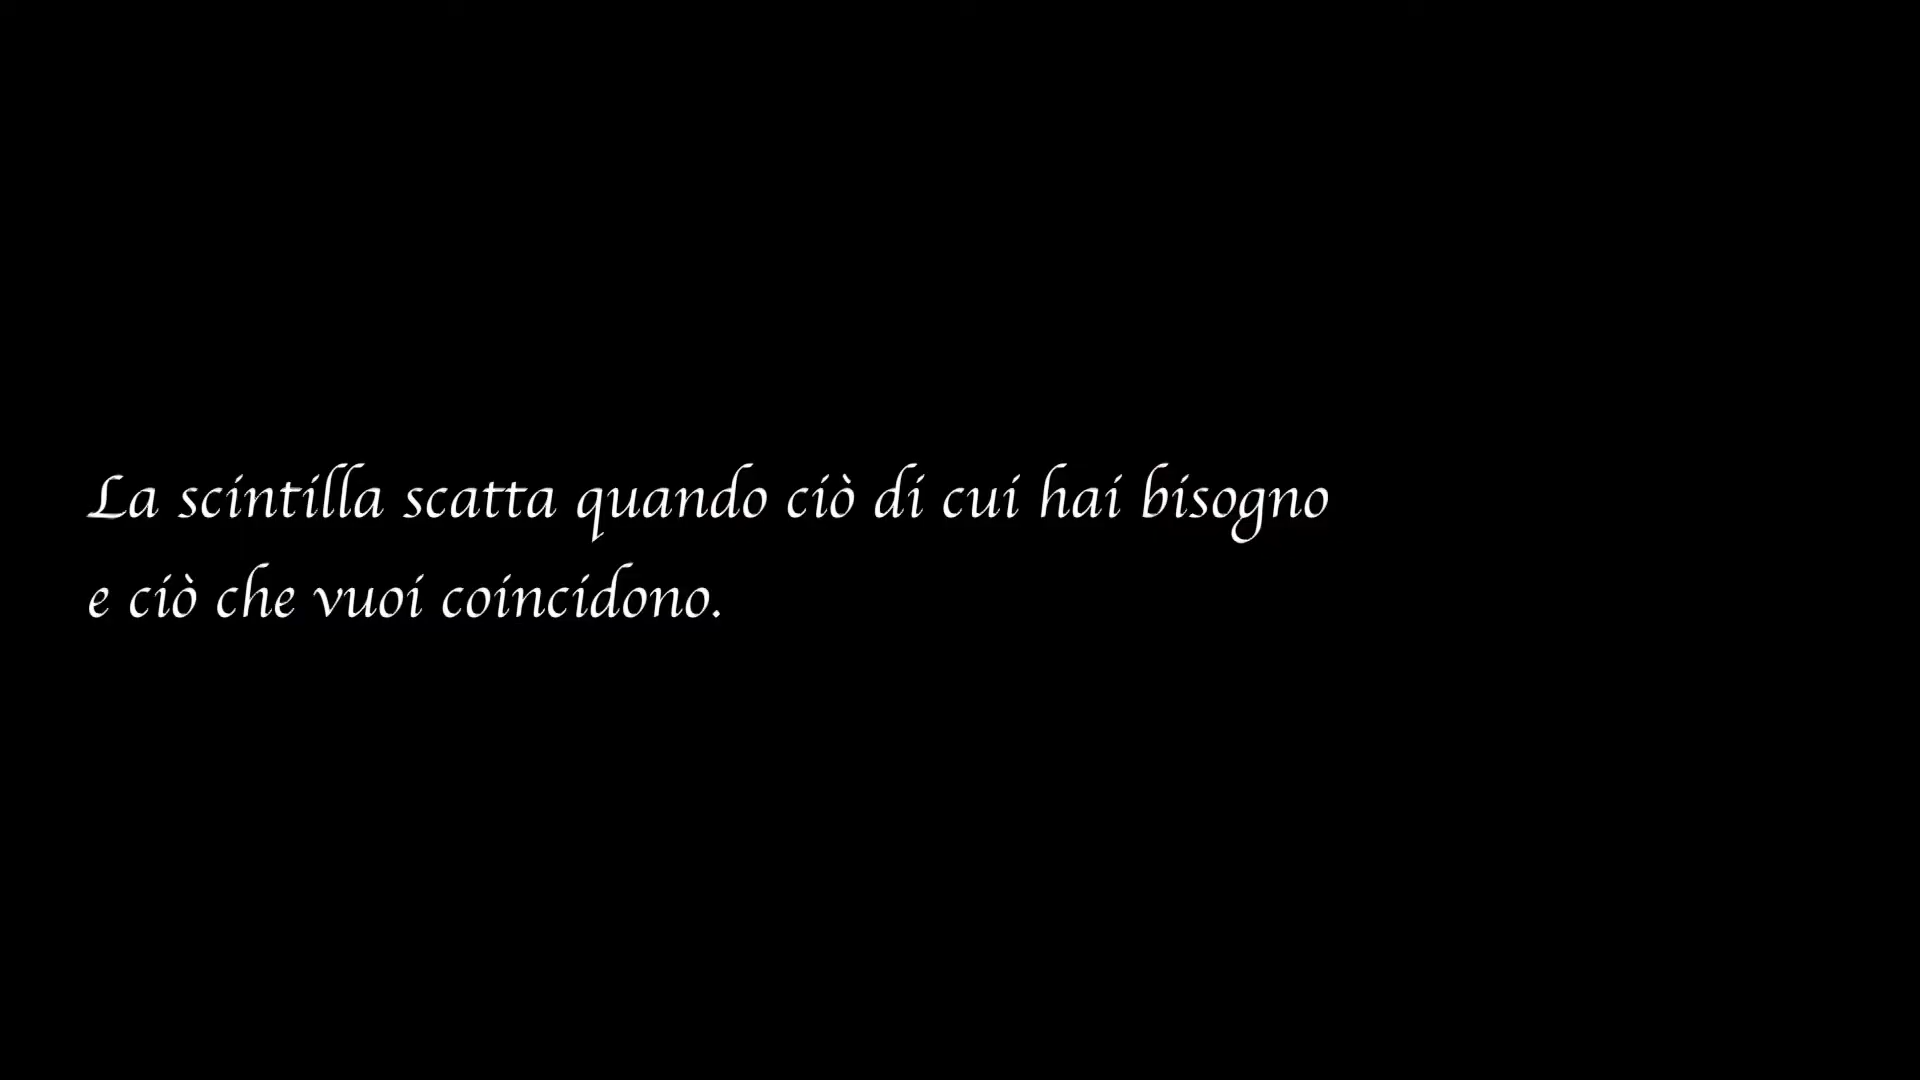 La scintilla scatta quando ciò di cui hai bisogno
e ciò che vuoi coincidono.